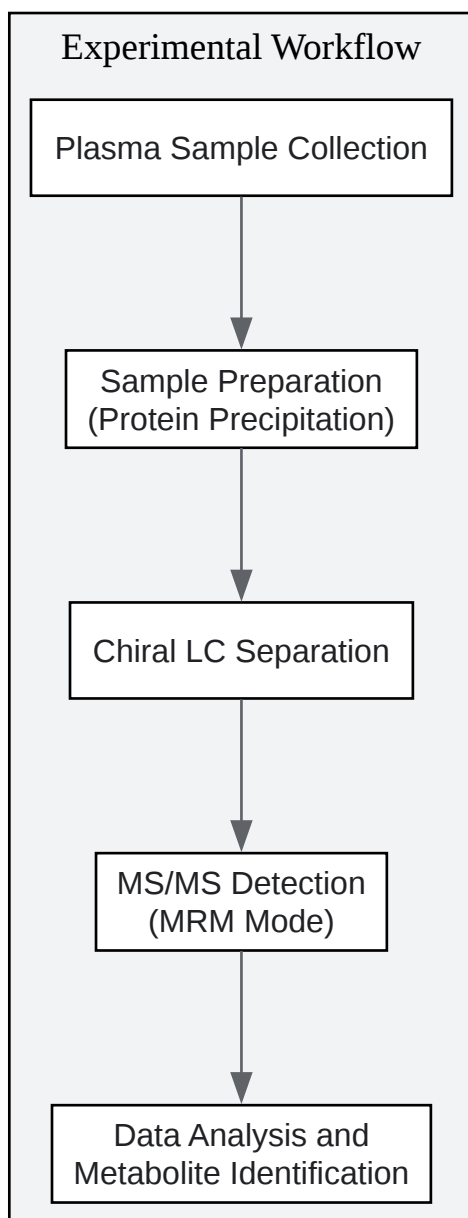 Experimental Workflow
Plasma Sample Collection
Sample Preparation
(Protein Precipitation)
Chiral LC Separation
MS/MS Detection
(MRM Mode)
Data Analysis and
Metabolite Identification